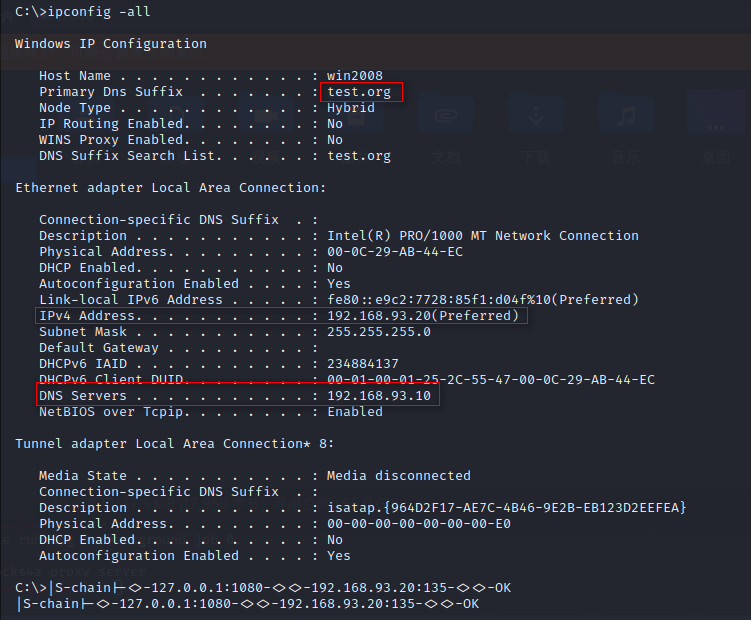 C:\>ipconfig -all
Windows IP Configuration
Host Name . . . . . . . . . . . . : win2008
Primary Dns Suffix . . . . . . . : test.org
Node Type . . . . . . . . . . . . : Hybrid
IP Routing Enabled. . . . . . . . : No
WINS Proxy Enabled. . . . . . . . : No
DNS Suffix Search List. . . . . . : test.org
文档 下载 音乐 桌面
Ethernet adapter Local Area Connection:
Connection-specific DNS Suffix . :
Description . . . . . . . . . . . : Intel(R) PRO/1000 MT Network Connection
Physical Address. . . . . . . . . : 00-0C-29-AB-44-EC
DHCP Enabled. . . . . . . . . . . : No
Autoconfiguration Enabled . . . . : Yes
Link-local IPv6 Address . . . . . : fe80::e9c2:7728:85f1:d04f%10(Preferred)
IPv4 Address. . . . . . . . . . . : 192.168.93.20(Preferred)
Subnet Mask . . . . . . . . . . . : 255.255.255.0
Default Gateway . . . . . . . . . :
DHCPv6 IAID . . . . . . . . . . . : 234884137
DHCPv6 Client DUID. . . . . . . . : 00-01-00-01-25-2C-55-47-00-0C-29-AB-44-EC
DNS Servers . . . . . . . . . . . : 192.168.93.10
NetBIOS over Tcpip. . . . . . . . : Enabled
Tunnel adapter Local Area Connection* 8:
Media State . . . . . . . . . . . : Media disconnected
Connection-specific DNS Suffix . :
Description . . . . . . . . . . . : isatap.{964D2F17-AE7C-4B46-9E2B-EB123D2EEFEA}
Physical Address. . . . . . . . . : 00-00-00-00-00-00-00-E0
DHCP Enabled. . . . . . . . . . . : No
Autoconfiguration Enabled . . . . : Yes
C:\>|S-chain|-<>-127.0.0.1:1080-<><>-192.168.93.20:135-<><>-OK
|S-chain|-<>-127.0.0.1:1080-<><>-192.168.93.20:135-<><>-OK